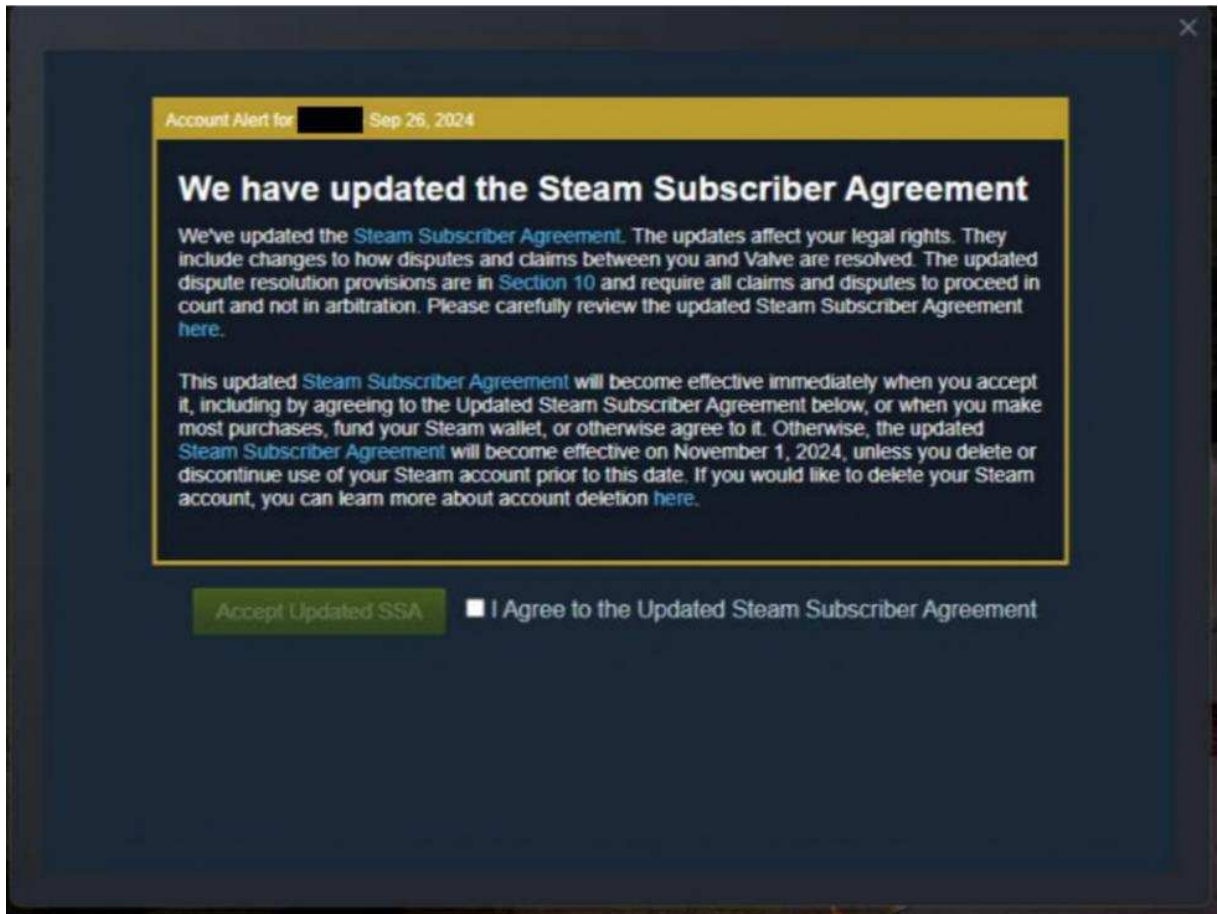 Account Alert for Sep 26, 2024
We have updated the Steam Subscriber Agreement
We've updated the Steam Subscriber Agreement. The updates affect your legal rights. They
include changes to how disputes and claims between you and Valve are resolved. The updated
dispute resolution provisions are in Section 10 and require all claims and disputes to proceed in
court and not in arbitration. Please carefully review the updated Steam Subscriber Agreement
here.
This updated Steam Subscriber Agreement will become effective immediately when you accept
it, including by agreeing to the Updated Steam Subscriber Agreement below, or when you make
most purchases, fund your Steam wallet, or otherwise agree to it. Otherwise, the updated
Steam Subscriber Agreement will become effective on November 1, 2024, unless you delete or
discontinue use of your Steam account prior to this date. If you would like to delete your Steam
account, you can learn more about account deletion here.
Accept Updated SSA I Agree to the Updated Steam Subscriber Agreement